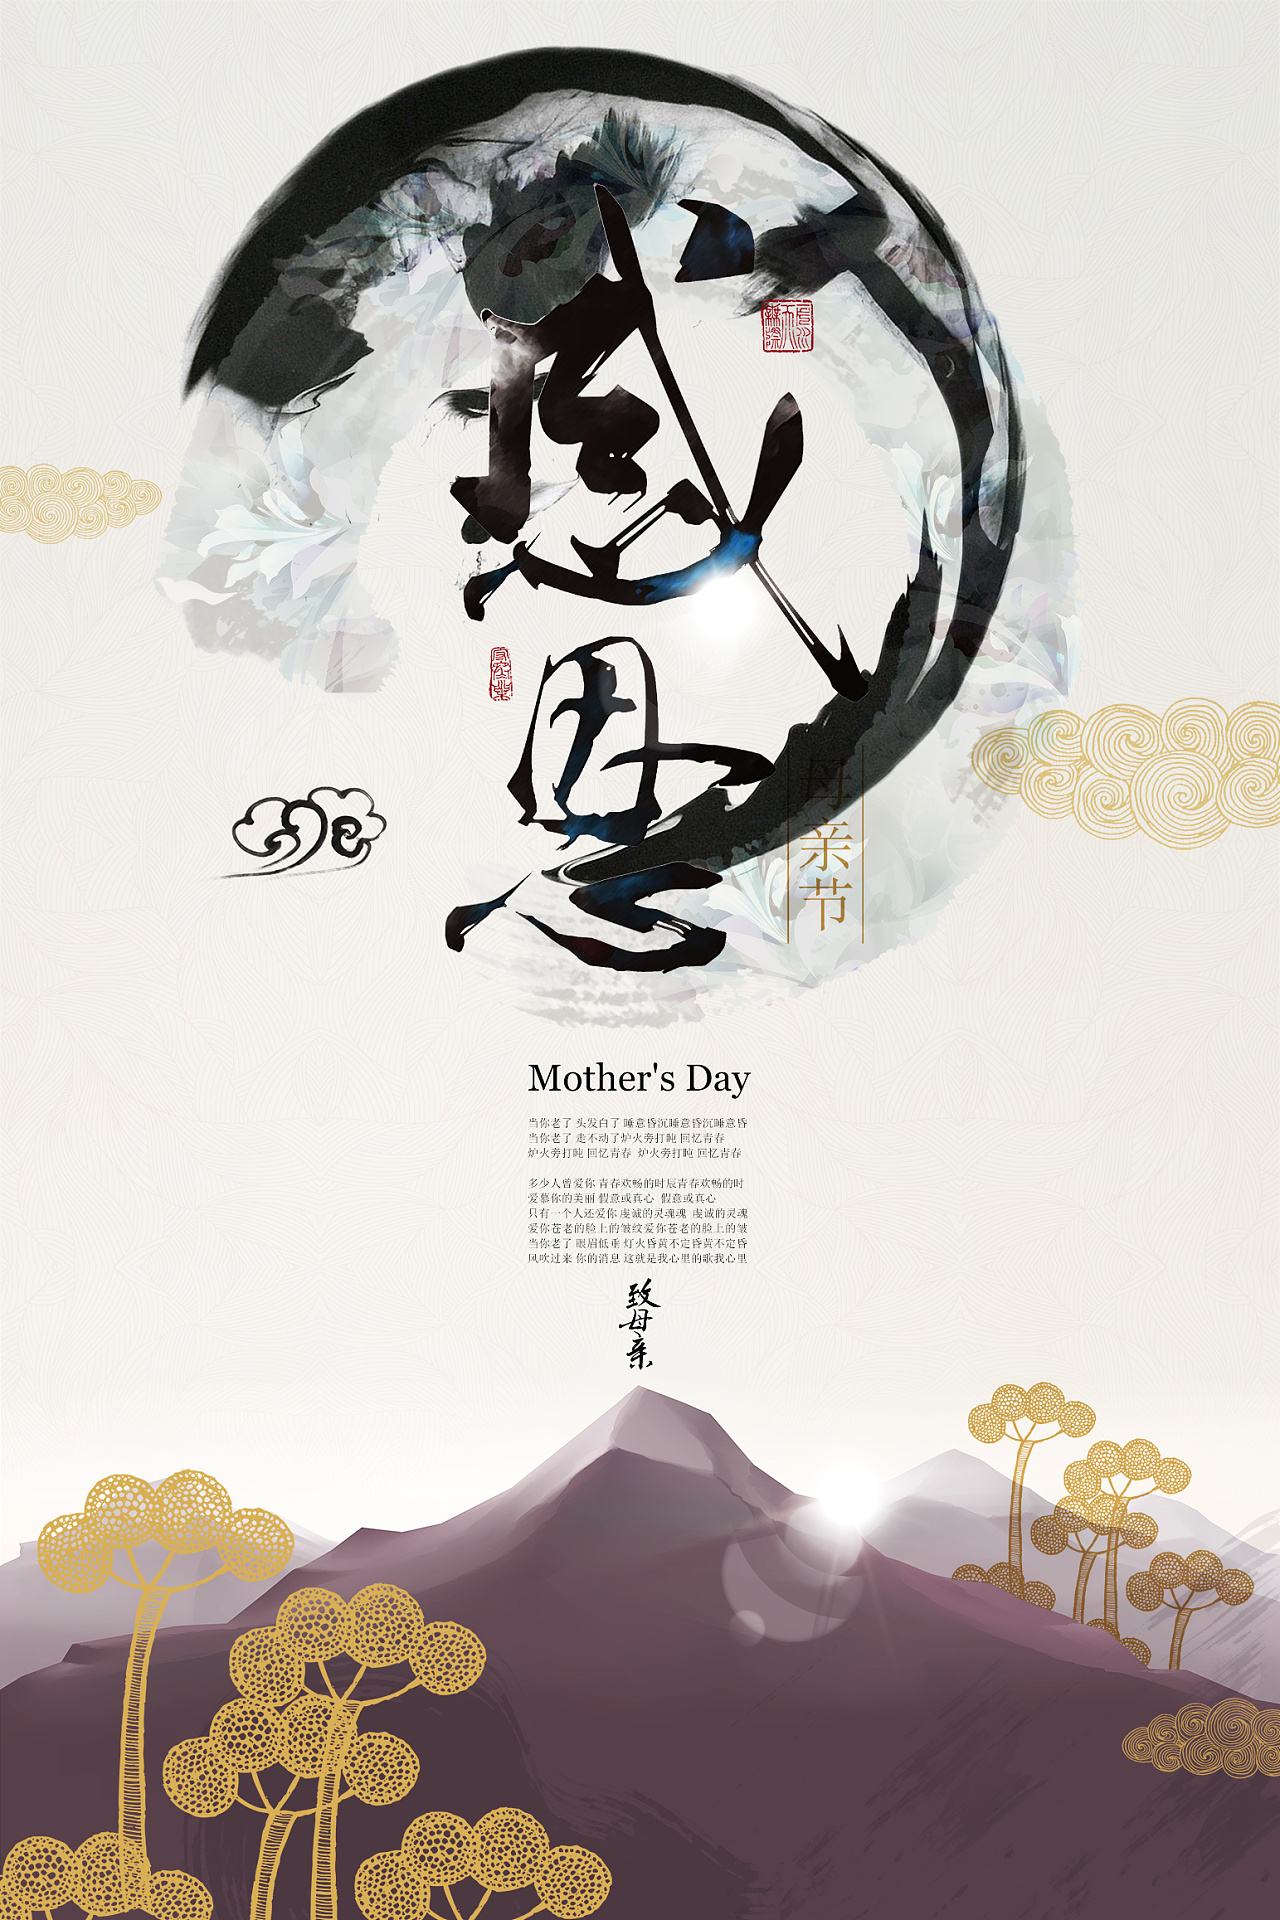 感恩
母亲节
Mother's Day
当你老了 头发白了 睡意昏沉睡意昏沉睡意昏
当你老了 走不动了炉火旁打盹 回忆青春
炉火旁打盹 回忆青春 炉火旁打盹 回忆青春
多少人曾爱你 青春欢畅的时辰青春欢畅的时
爱慕你的美丽 假意或真心 假意或真心
只有一个人还爱你 虔诚的灵魂魂 虔诚的灵魂
爱你苍老的脸上的皱纹爱你苍老的脸上的皱
当你老了 眼眉低垂 灯火昏黄不定昏黄不定昏
风吹过来 你的消息 这就是我心里的歌我心里
致母亲